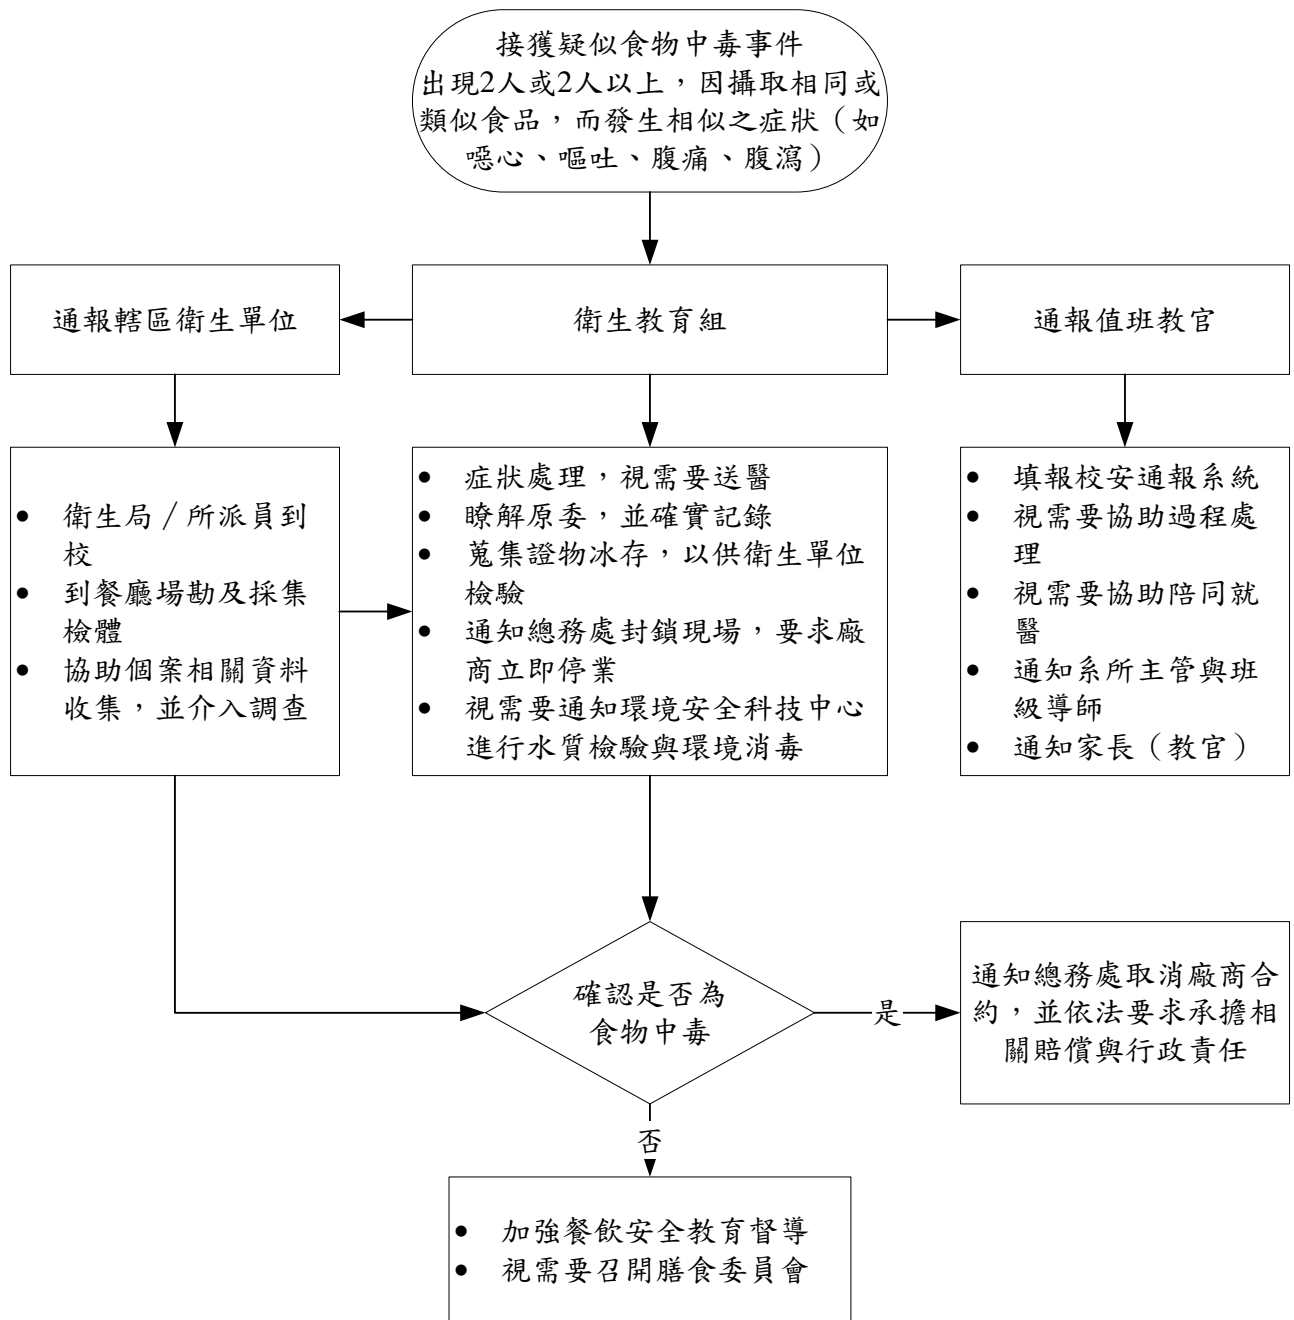 接獲疑似食物中毒事件
出現2人或2人以上，因攝取相同或
類似食品，而發生相似之症狀（如
噁心、嘔吐、腹痛、腹瀉）
通報轄區衛生單位
衛生教育組
通報值班教官
• 衛生局／所派員到
校
• 到餐廳場勘及採集
檢體
• 協助個案相關資料
收集，並介入調查
• 症狀處理，視需要送醫
• 瞭解原委，並確實記錄
• 蒐集證物冰存，以供衛生單位
檢驗
• 通知總務處封鎖現場，要求廠
商立即停業
• 視需要通知環境安全科技中心
進行水質檢驗與環境消毒
• 填報校安通報系統
• 視需要協助過程處
理
• 視需要協助陪同就
醫
• 通知系所主管與班
級導師
• 通知家長（教官）
確認是否為
食物中毒
是
通知總務處取消廠商合
約，並依法要求承擔相
關賠償與行政責任
否
• 加強餐飲安全教育督導
• 視需要召開膳食委員會